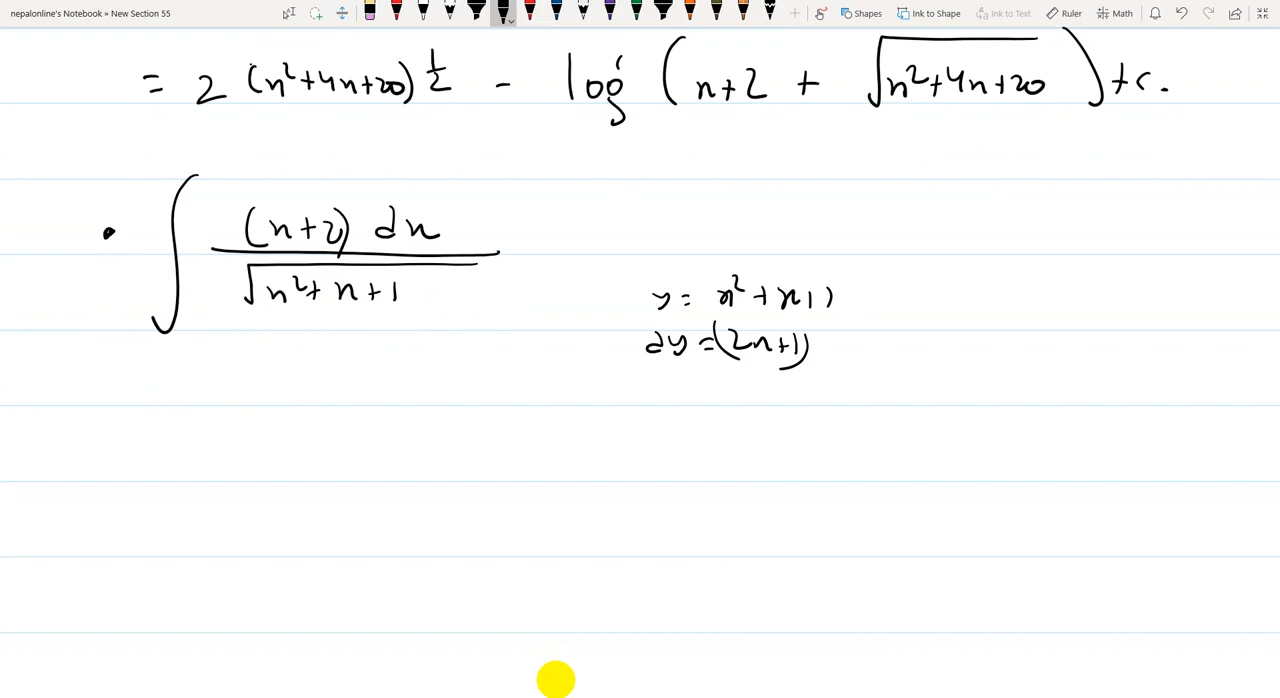 nepalonline's Notebook » New Section 55
Shapes Ink to Shape Ink to Text Ruler Math
= 2 (x²+4x+20)^½ - log (x+2 + √(x²+4x+20)) + c.
• ∫ (x+2) dx / √(x²+x+1)
y = x²+x+1
dy = (2x+1)